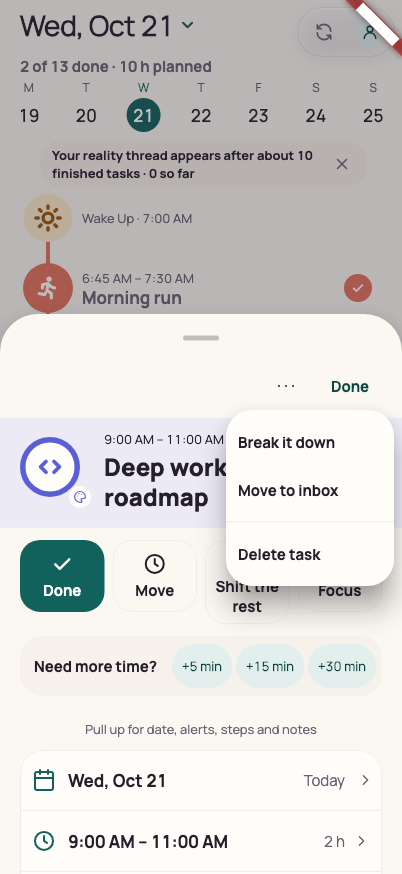 Wed, Oct 21
2 of 13 done · 10 h planned
M T W T F S S
19 20 21 22 23 24 25
Your reality thread appears after about 10
finished tasks · 0 so far
Wake Up · 7:00 AM
6:45 AM – 7:30 AM
Morning run
··· Done
9:00 AM – 11:00 AM
Deep work
roadmap
Break it down
Move to inbox
Delete task
Done
Move
Shift the
rest
Focus
Need more time? +5 min +15 min +30 min
Pull up for date, alerts, steps and notes
Wed, Oct 21 Today
9:00 AM – 11:00 AM 2 h